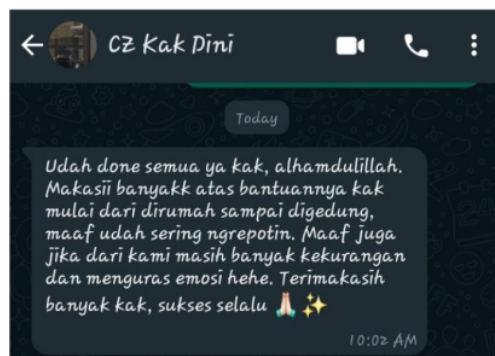 CZ Kak Dini
Today
Udah done semua ya kak, alhamdulillah.
Makasii banyakk atas bantuannya kak
mulai dari dirumah sampai digedung,
maaf udah sering ngrepotin. Maaf juga
jika dari kami masih banyak kekurangan
dan menguras emosi hehe. Terimakasih
banyak kak, sukses selalu 🙏🏻 ✨
10:02 AM